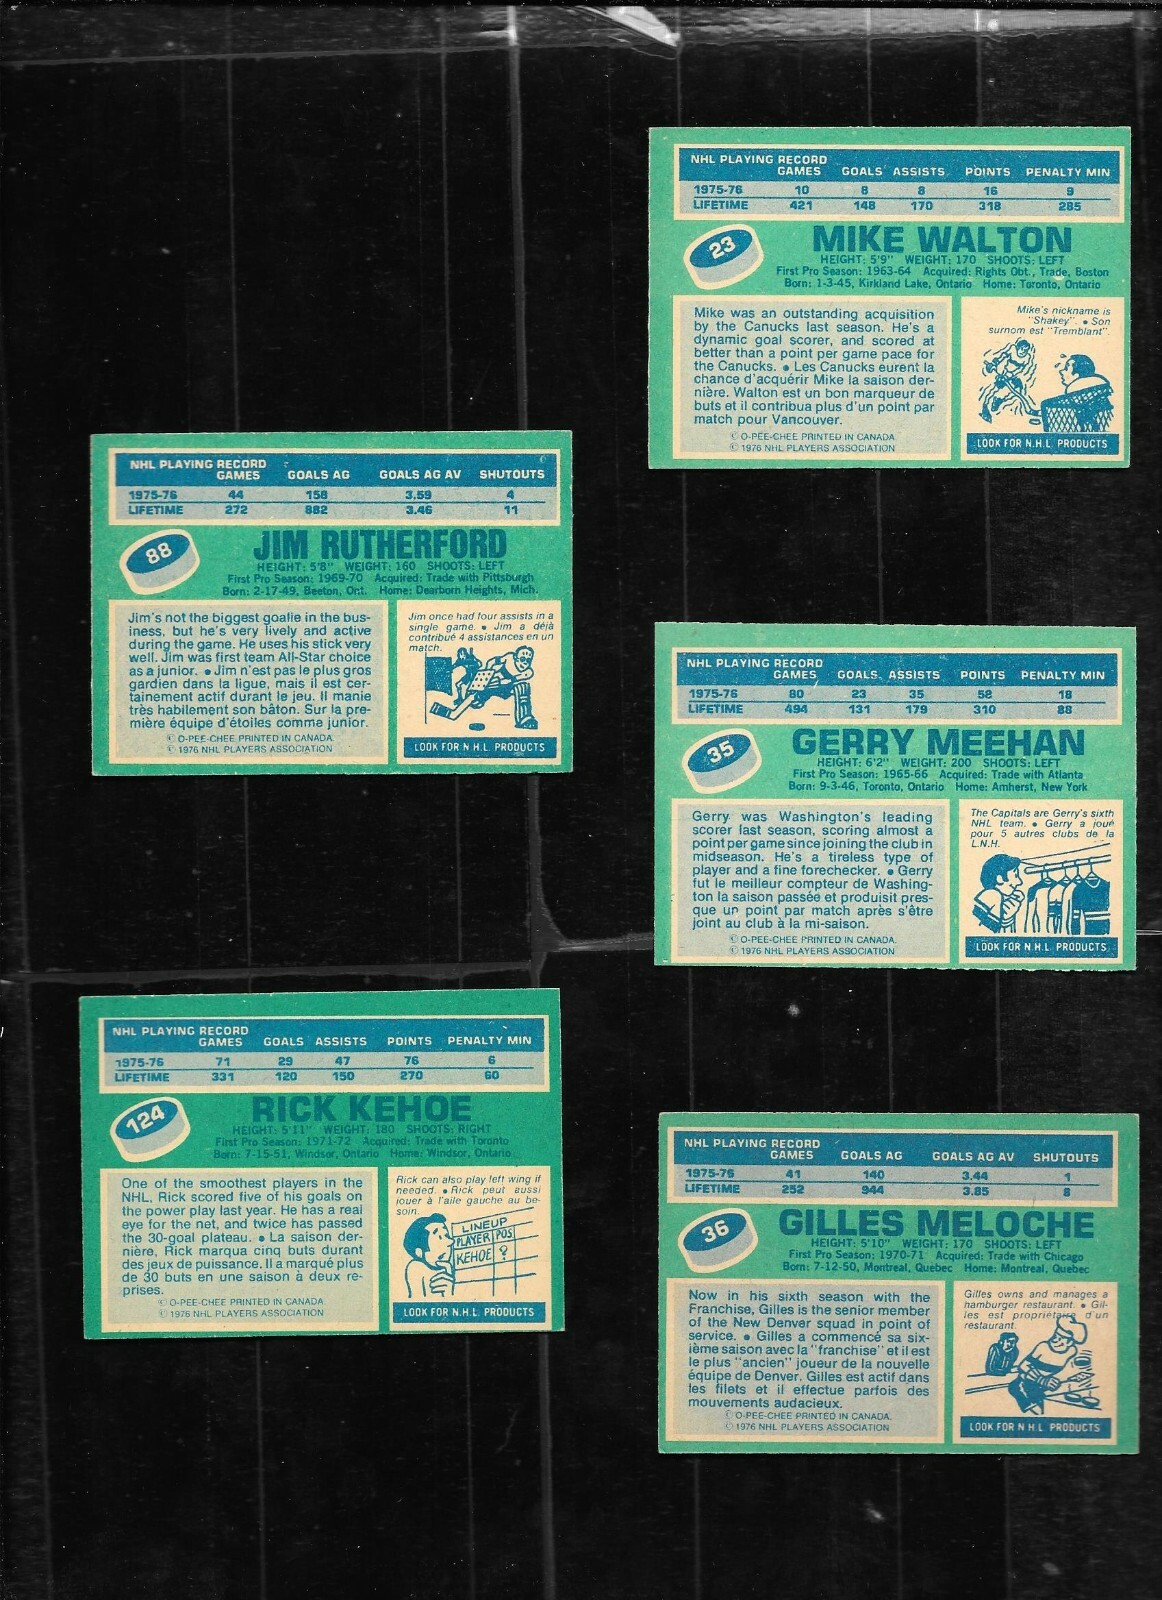 NHL PLAYING RECORD
GAMES GOALS ASSISTS POINTS PENALTY MIN
1975-76 10 8 8 16 9
LIFETIME 421 148 170 318 285
23
MIKE WALTON
HEIGHT: 5'9" WEIGHT: 170 SHOOTS: LEFT
First Pro Season: 1963-64 Acquired: Rights Obt., Trade, Boston
Born: 1-3-45, Kirkland Lake, Ontario Home: Toronto, Ontario
Mike was an outstanding acquisition
by the Canucks last season. He's a
dynamic goal scorer, and scored at
better than a point per game pace for
the Canucks. • Les Canucks eurent la
chance d'acquérir Mike la saison der-
nière. Walton est un bon marqueur de
buts et il contribua plus d'un point par
match pour Vancouver.
© O-PEE-CHEE PRINTED IN CANADA
© 1976 NHL PLAYERS ASSOCIATION
Mike's nickname is
"Shakey". • Son
surnom est "Tremblant".
LOOK FOR N.H.L. PRODUCTS
NHL PLAYING RECORD
GAMES GOALS AG GOALS AG AV SHUTOUTS
1975-76 44 158 3.59 4
LIFETIME 272 882 3.46 11
88
JIM RUTHERFORD
HEIGHT: 5'8" WEIGHT: 160 SHOOTS: LEFT
First Pro Season: 1969-70 Acquired: Trade with Pittsburgh
Born: 2-17-49, Beeton, Ont. Home: Dearborn Heights, Mich.
Jim's not the biggest goalie in the bus-
iness, but he's very lively and active
during the game. He uses his stick very
well. Jim was first team All-Star choice
as a junior. • Jim n'est pas le plus gros
gardien dans la ligue, mais il est cer-
tainement actif durant le jeu. Il manie
très habilement son bâton. Sur la pre-
mière équipe d'étoiles comme junior.
© O-PEE-CHEE PRINTED IN CANADA
© 1976 NHL PLAYERS ASSOCIATION
Jim once had four assists in a
single game. • Jim a déjà
contribué 4 assistances en un
match.
LOOK FOR N.H.L. PRODUCTS
NHL PLAYING RECORD
GAMES GOALS ASSISTS POINTS PENALTY MIN
1975-76 80 23 35 58 18
LIFETIME 494 131 179 310 88
35
GERRY MEEHAN
HEIGHT: 6'2" WEIGHT: 200 SHOOTS: LEFT
First Pro Season: 1965-66 Acquired: Trade with Atlanta
Born: 9-3-46, Toronto, Ontario Home: Amherst, New York
Gerry was Washington's leading
scorer last season, scoring almost a
point per game since joining the club in
midseason. He's a tireless type of
player and a fine forechecker. • Gerry
fut le meilleur compteur de Washing-
ton la saison passée et produisit pres-
que un point par match après s'être
joint au club à la mi-saison.
© O-PEE-CHEE PRINTED IN CANADA.
© 1976 NHL PLAYERS ASSOCIATION
The Capitals are Gerry's sixth
NHL team. • Gerry a joué
pour 5 autres clubs de la
L.N.H.
LOOK FOR N.H.L. PRODUCTS
NHL PLAYING RECORD
GAMES GOALS ASSISTS POINTS PENALTY MIN
1975-76 71 29 47 76 6
LIFETIME 331 120 150 270 60
124
RICK KEHOE
HEIGHT: 5'11" WEIGHT: 180 SHOOTS: RIGHT
First Pro Season: 1971-72 Acquired: Trade with Toronto
Born: 7-15-51, Windsor, Ontario Home: Windsor, Ontario
One of the smoothest players in the
NHL, Rick scored five of his goals on
the power play last year. He has a real
eye for the net, and twice has passed
the 30-goal plateau. • La saison der-
nière, Rick marqua cinq buts durant
des jeux de puissance. Il a marqué plus
de 30 buts en une saison à deux re-
prises.
© O-PEE-CHEE PRINTED IN CANADA
© 1976 NHL PLAYERS ASSOCIATION
Rick can also play left wing if
needed. • Rick peut aussi
jouer à l'aile gauche au be-
soin.
LINEUP
PLAYER POS
KEHOE ?
LOOK FOR N.H.L. PRODUCTS
NHL PLAYING RECORD
GAMES GOALS AG GOALS AG AV SHUTOUTS
1975-76 41 140 3.44 1
LIFETIME 252 944 3.85 8
36
GILLES MELOCHE
HEIGHT: 5'10" WEIGHT: 170 SHOOTS: LEFT
First Pro Season: 1970-71 Acquired: Trade with Chicago
Born: 7-12-50, Montreal, Quebec Home: Montreal, Quebec
Now in his sixth season with the
Franchise, Gilles is the senior member
of the New Denver squad in point of
service. • Gilles a commencé sa six-
ième saison avec la "franchise" et il est
le plus "ancien" joueur de la nouvelle
équipe de Denver. Gilles est actif dans
les filets et il effectue parfois des
mouvements audacieux.
© O-PEE-CHEE PRINTED IN CANADA.
© 1976 NHL PLAYERS ASSOCIATION
Gilles owns and manages a
hamburger restaurant. • Gil-
les est propriétaire d'un
restaurant.
LOOK FOR N.H.L. PRODUCTS